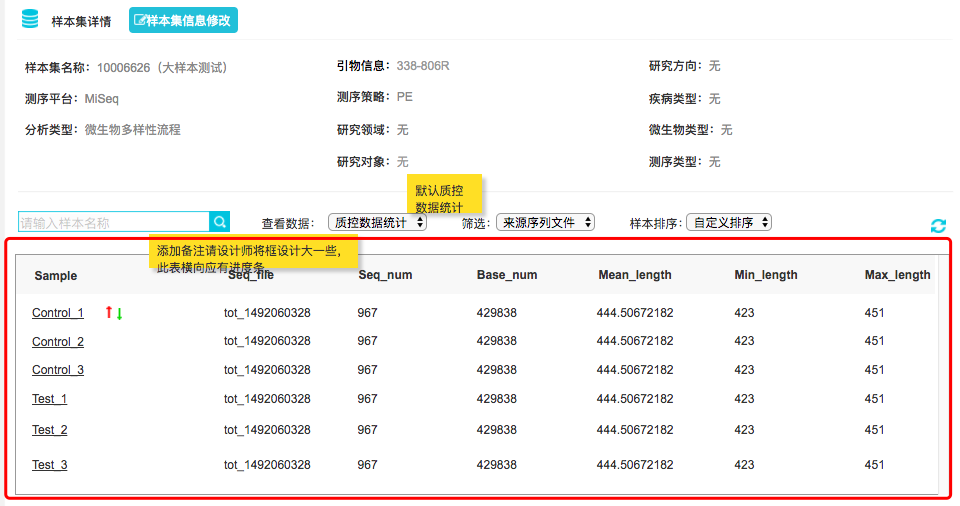 样本集详情 样本集信息修改
样本集名称: 10006626 (大样本测试) 引物信息: 338-806R 研究方向: 无
测序平台: MiSeq 测序策略: PE 疾病类型: 无
分析类型: 微生物多样性流程 研究领域: 无 微生物类型: 无
研究对象: 无 测序类型: 无
默认质控
数据统计
请输入样本名称 查看数据: 质控数据统计 筛选: 来源序列文件 样本排序: 自定义排序
添加备注请设计师将框设计大一些,
此表横向应有进度条。
Sample Seq_file Seq_num Base_num Mean_length Min_length Max_length
Control_1 tot_1492060328 967 429838 444.50672182 423 451
Control_2 tot_1492060328 967 429838 444.50672182 423 451
Control_3 tot_1492060328 967 429838 444.50672182 423 451
Test_1 tot_1492060328 967 429838 444.50672182 423 451
Test_2 tot_1492060328 967 429838 444.50672182 423 451
Test_3 tot_1492060328 967 429838 444.50672182 423 451